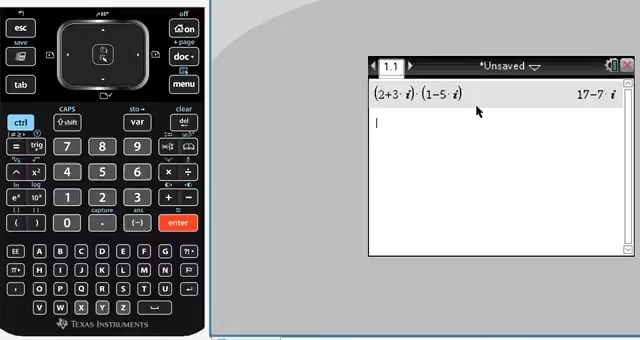 off
esc
on
save
+ page
doc
tab
menu
CAPS
sto→
clear
ctrl
⇧shift
var
del
=
trig
7
8
9
^
x²
4
5
6
×
÷
ln
log
eˣ
10ˣ
1
2
3
+
−
capture
ans
≈
(
)
0
.
(−)
enter
EE
A
B
C
D
E
F
G
?!▸
π▸
H
I
J
K
L
M
N
,
O
P
Q
R
S
T
U
V
W
X
Y
Z
TEXAS INSTRUMENTS
1.1
*Unsaved
(2+3·i)·(1−5·i)
17−7·i